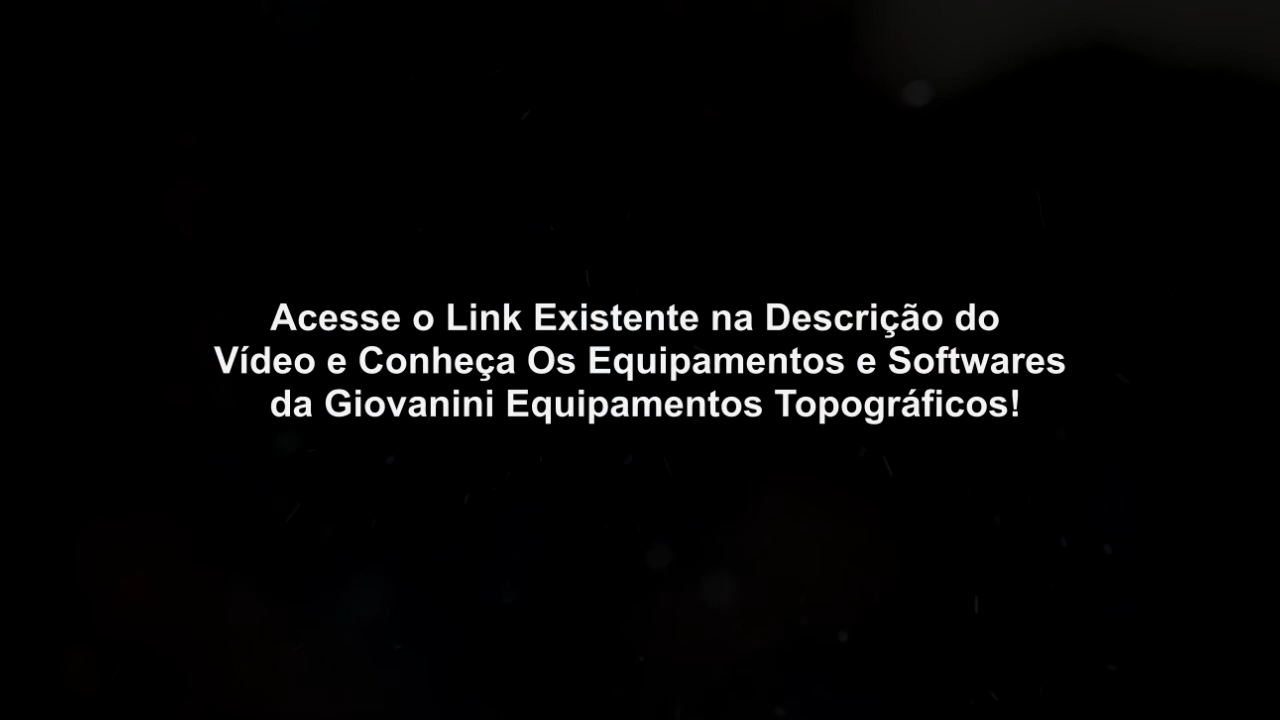 Acesse o Link Existente na Descrição do
Vídeo e Conheça Os Equipamentos e Softwares
da Giovanini Equipamentos Topográficos!